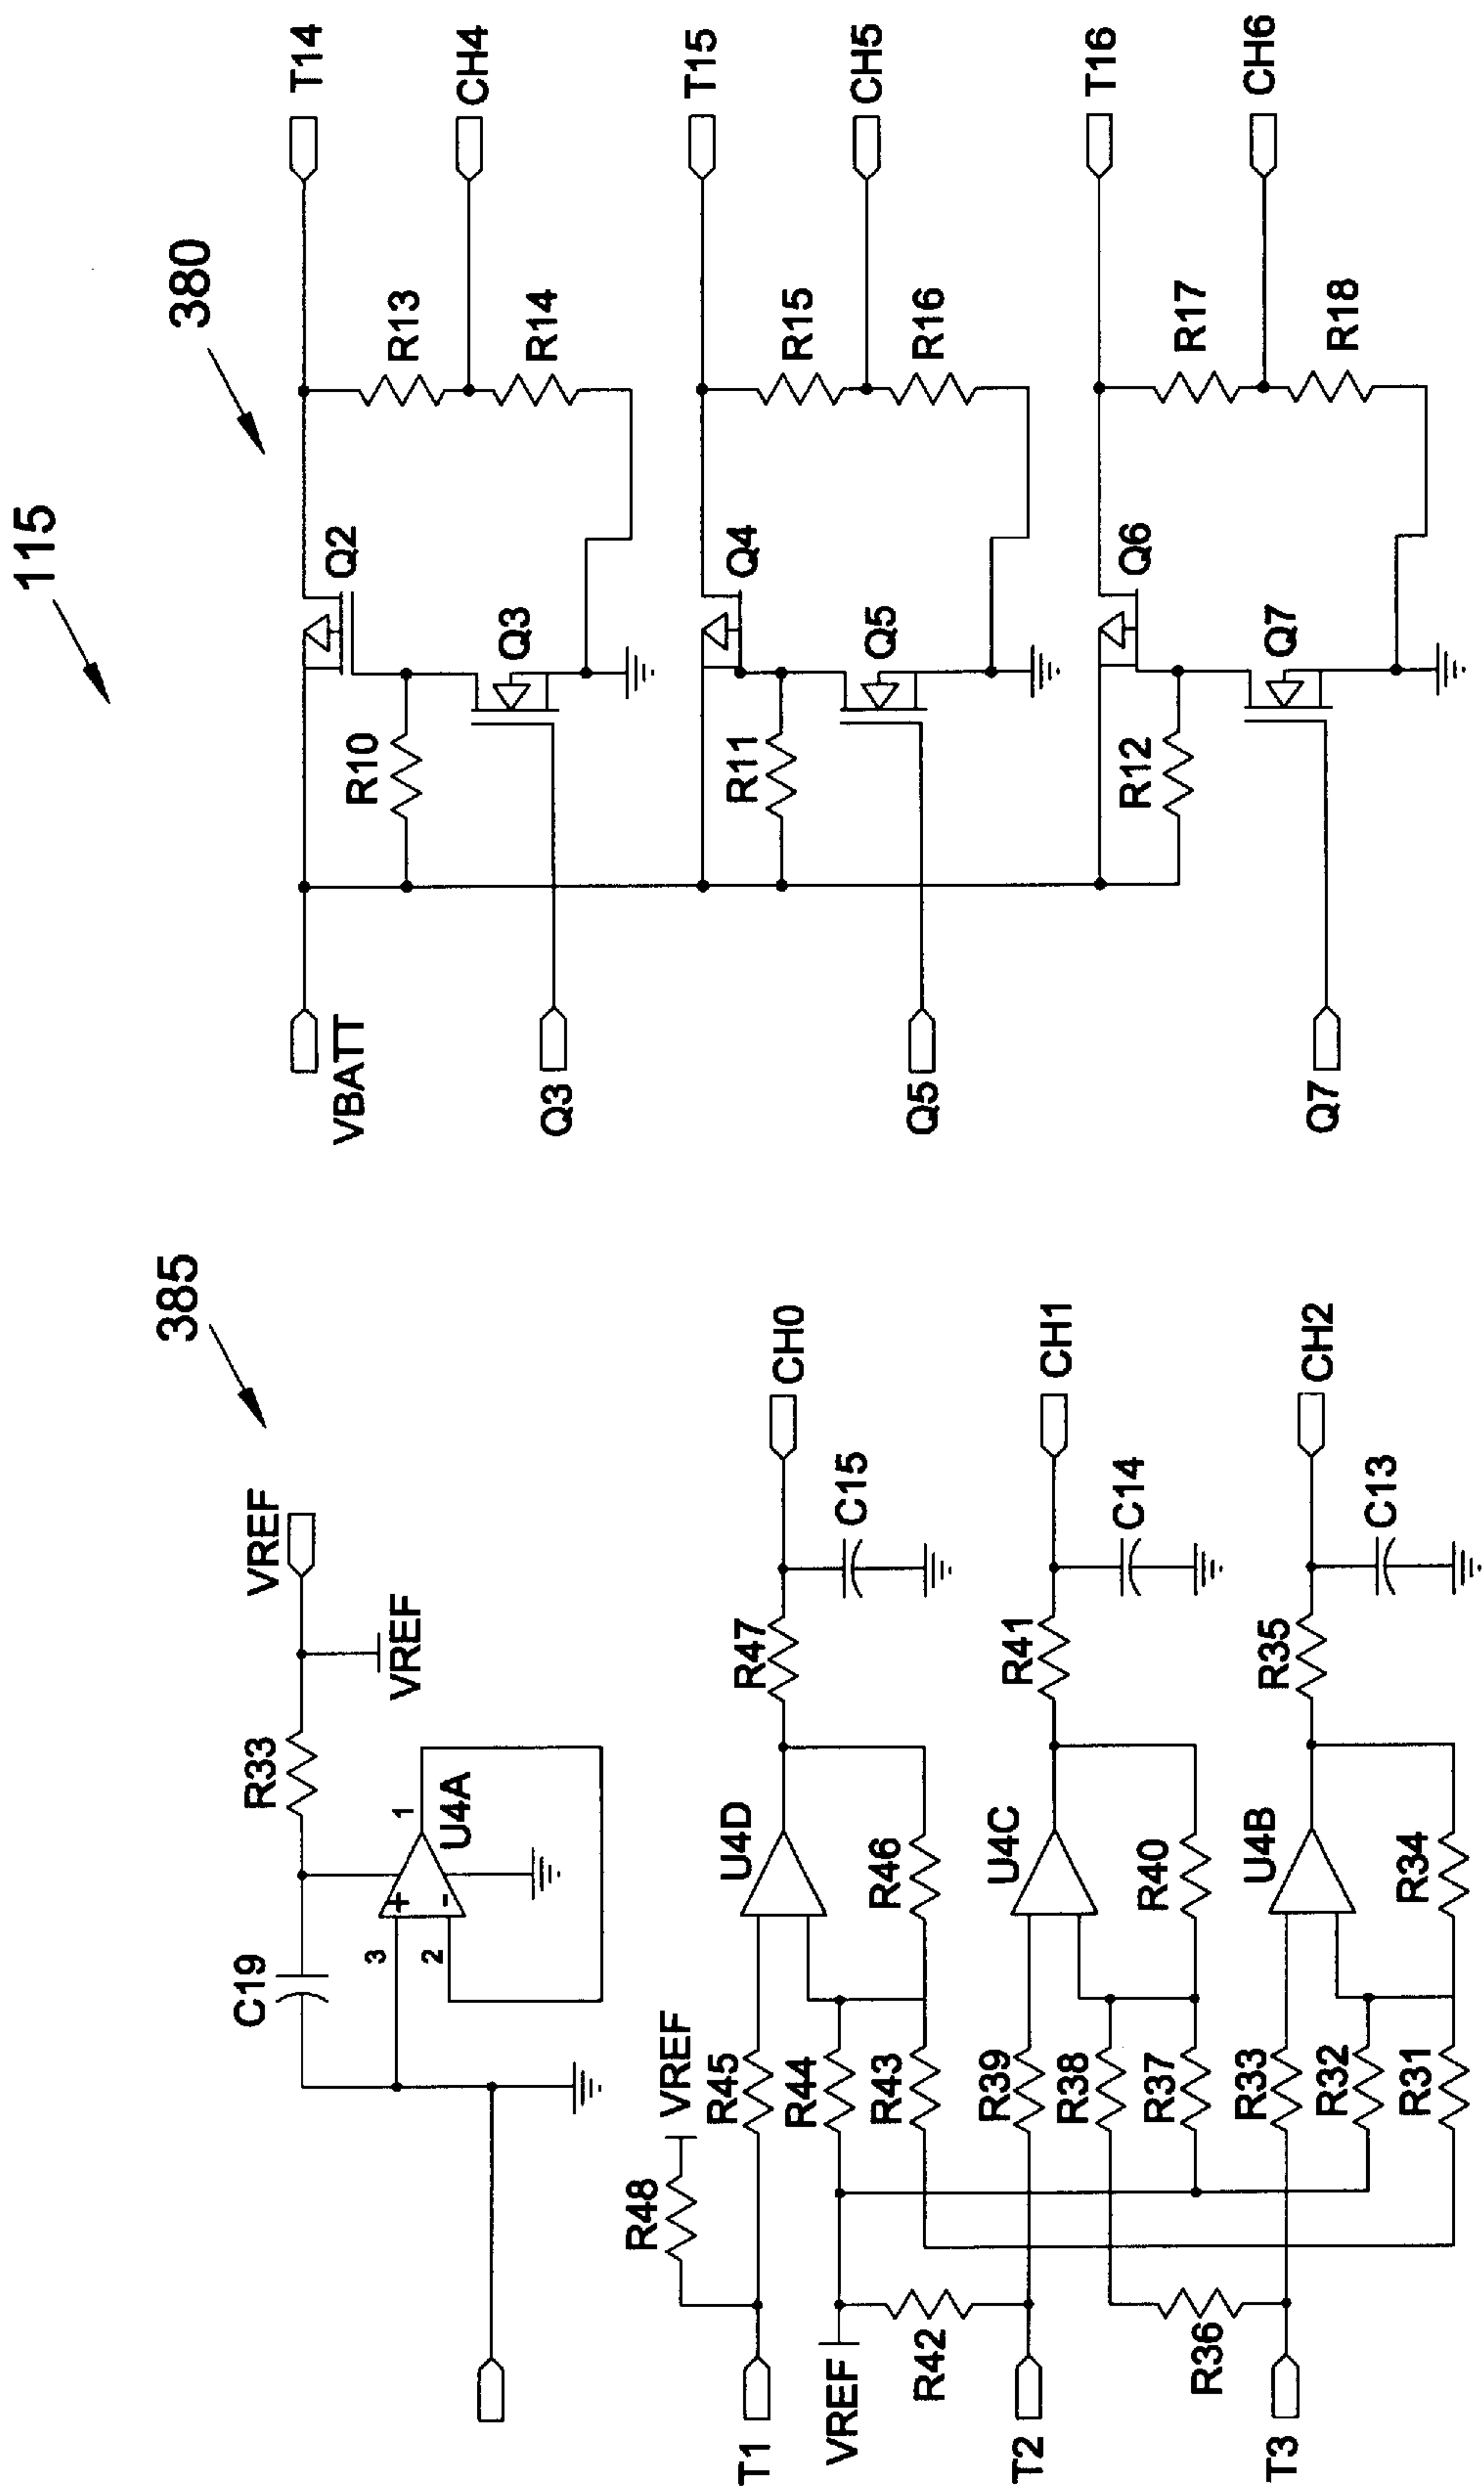 115
385
380
VREF
VREF
R33
C19
U4A
1
+
-
3
2
VREF
R48
T1
R45
U4D
R47
CH0
C15
R44
R46
R43
VREF
R42
T2
R39
U4C
R41
CH1
C14
R38
R40
R37
R36
T3
R33
U4B
R35
CH2
C13
R32
R34
R31
VBATT
Q2
T14
R13
CH4
R10
R14
Q3
Q3
Q4
T15
R15
CH5
R11
R16
Q5
Q5
Q6
T16
R17
CH6
R12
R18
Q7
Q7